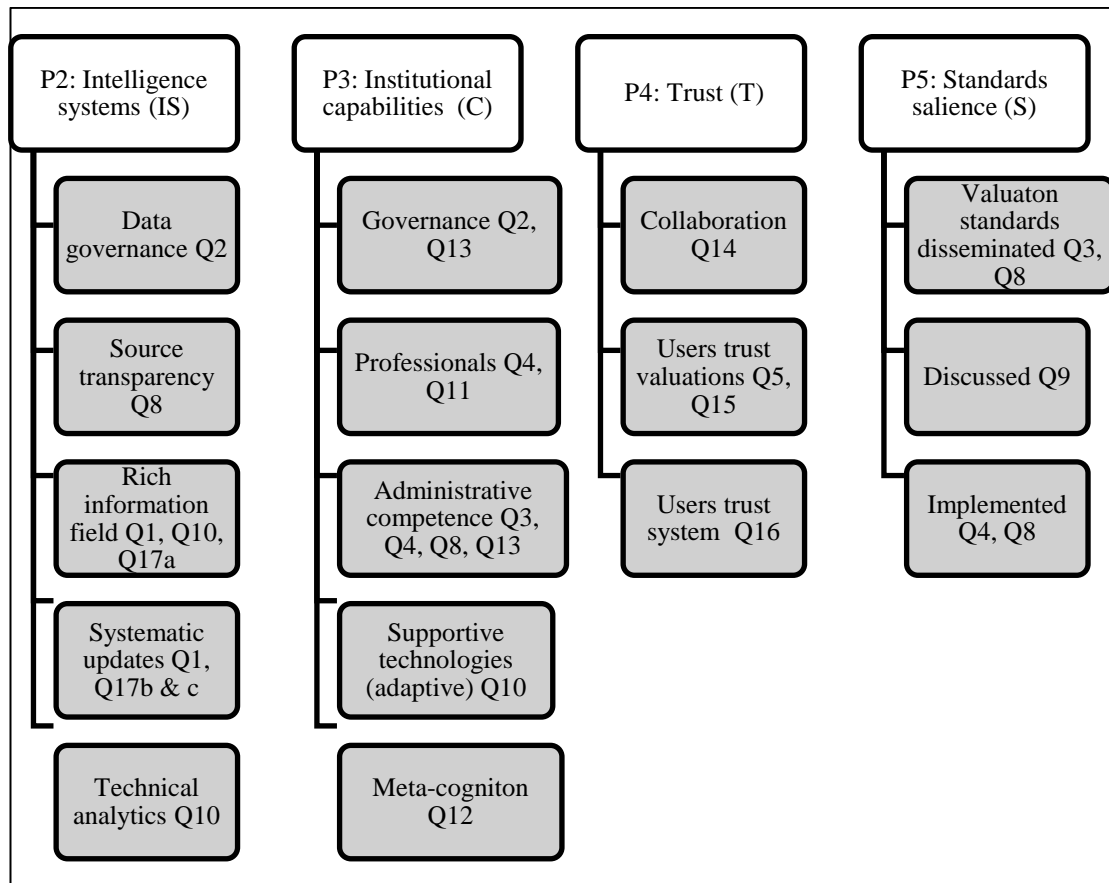 P2: Intelligence
systems (IS)
Data
governance Q2
Source
transparency
Q8
Rich
information
field Q1, Q10,
Q17a
Systematic
updates Q1,
Q17b & c
Technical
analytics Q10
P3: Institutional
capabilities (C)
Governance Q2,
Q13
Professionals Q4,
Q11
Administrative
competence Q3,
Q4, Q8, Q13
Supportive
technologies
(adaptive) Q10
Meta-cogniton
Q12
P4: Trust (T)
Collaboration
Q14
Users trust
valuations Q5,
Q15
Users trust
system Q16
P5: Standards
salience (S)
Valuaton
standards
disseminated Q3,
Q8
Discussed Q9
Implemented
Q4, Q8